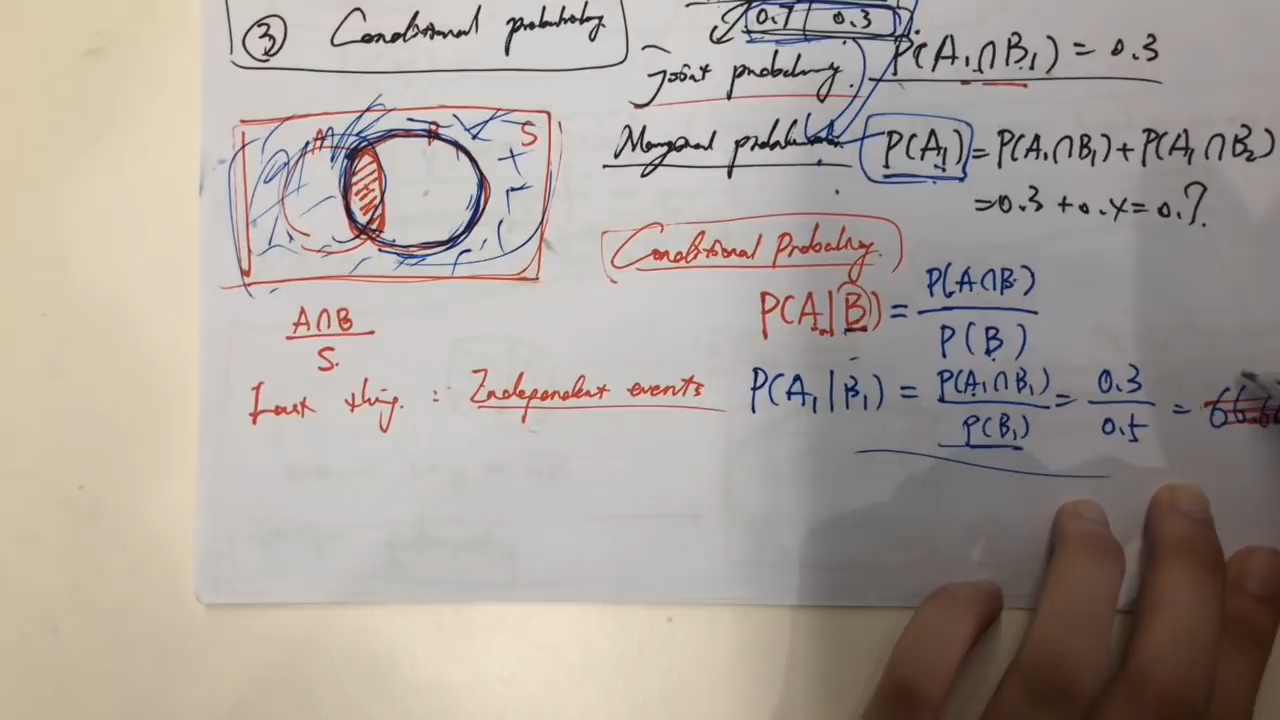 ③ Conditional probability
0.7 0.3
Joint probability. P(A₁∩B₁) = 0.3
A B S
Marginal P(A₁) = P(A₁∩B₁) + P(A₁∩B₂)
= 0.3 + 0.4 = 0.7.
Conditional Probability.
P(A|B) = P(A∩B) / P(B)
A∩B / S.
Last thing. : Independent events
P(A₁|B₁) = P(A₁∩B₁) / P(B₁) = 0.3 / 0.5 =